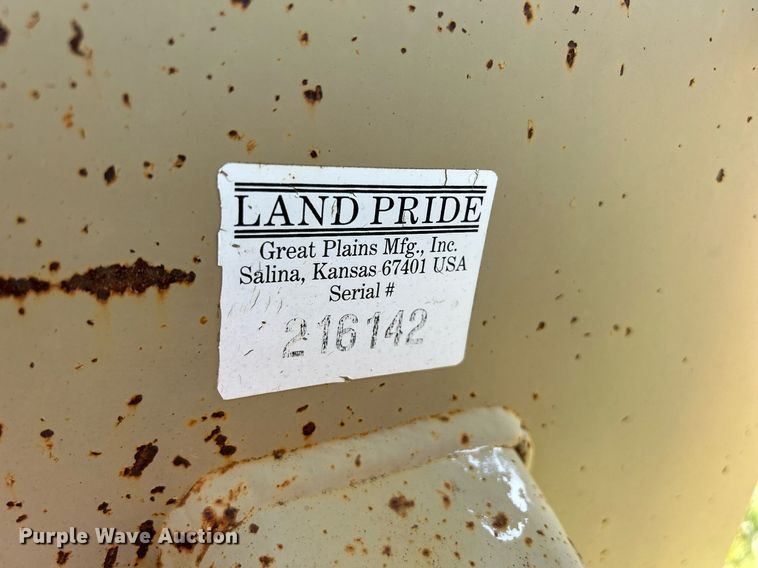 LAND PRIDE
Great Plains Mfg., Inc.
Salina, Kansas 67401 USA
Serial #
216142
Purple Wave Auction